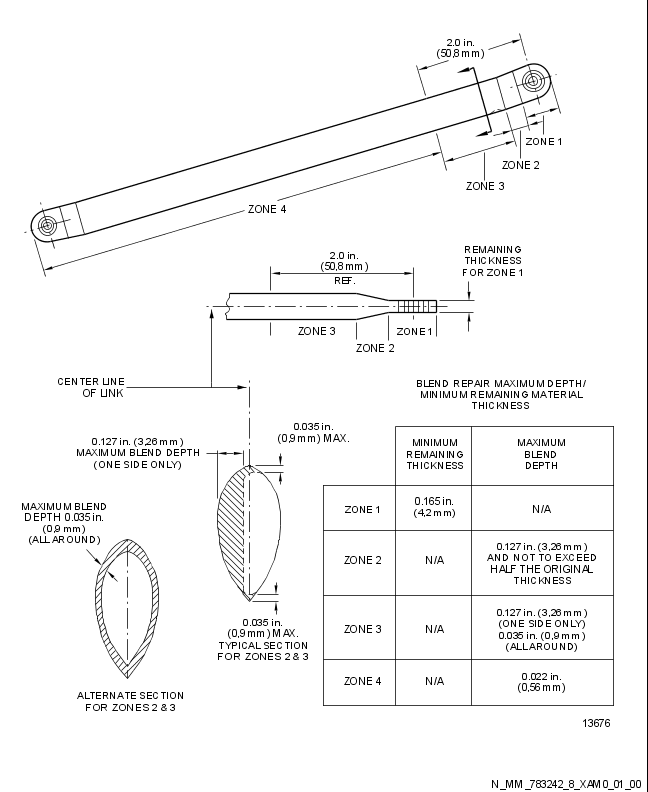 2.0 in.
(50,8 mm)
ZONE 1
ZONE 2
ZONE 3
ZONE 4
2.0 in.
(50,8 mm)
REF.
REMAINING
THICKNESS
FOR ZONE 1
ZONE 3
ZONE 1
ZONE 2
CENTER LINE
OF LINK
0.035 in.
(0,9 mm) MAX.
0.127 in. (3,26 mm)
MAXIMUM BLEND DEPTH
(ONE SIDE ONLY)
MAXIMUM BLEND
DEPTH 0.035 in.
(0,9 mm)
(ALL AROUND)
0.035 in.
(0,9 mm) MAX.
TYPICAL SECTION
FOR ZONES 2 & 3
ALTERNATE SECTION
FOR ZONES 2 & 3
BLEND REPAIR MAXIMUM DEPTH/
MINIMUM REMAINING MATERIAL
THICKNESS
MINIMUM
REMAINING
THICKNESS
MAXIMUM
BLEND
DEPTH
ZONE 1
0.165 in.
(4,2 mm)
N/A
ZONE 2
N/A
0.127 in. (3,26 mm)
AND NOT TO EXCEED
HALF THE ORIGINAL
THICKNESS
ZONE 3
N/A
0.127 in. (3,26 mm)
(ONE SIDE ONLY)
0.035 in. (0,9 mm)
(ALL AROUND)
ZONE 4
N/A
0.022 in.
(0,56 mm)
13676
N_MM_783242_8_XAM0_01_00